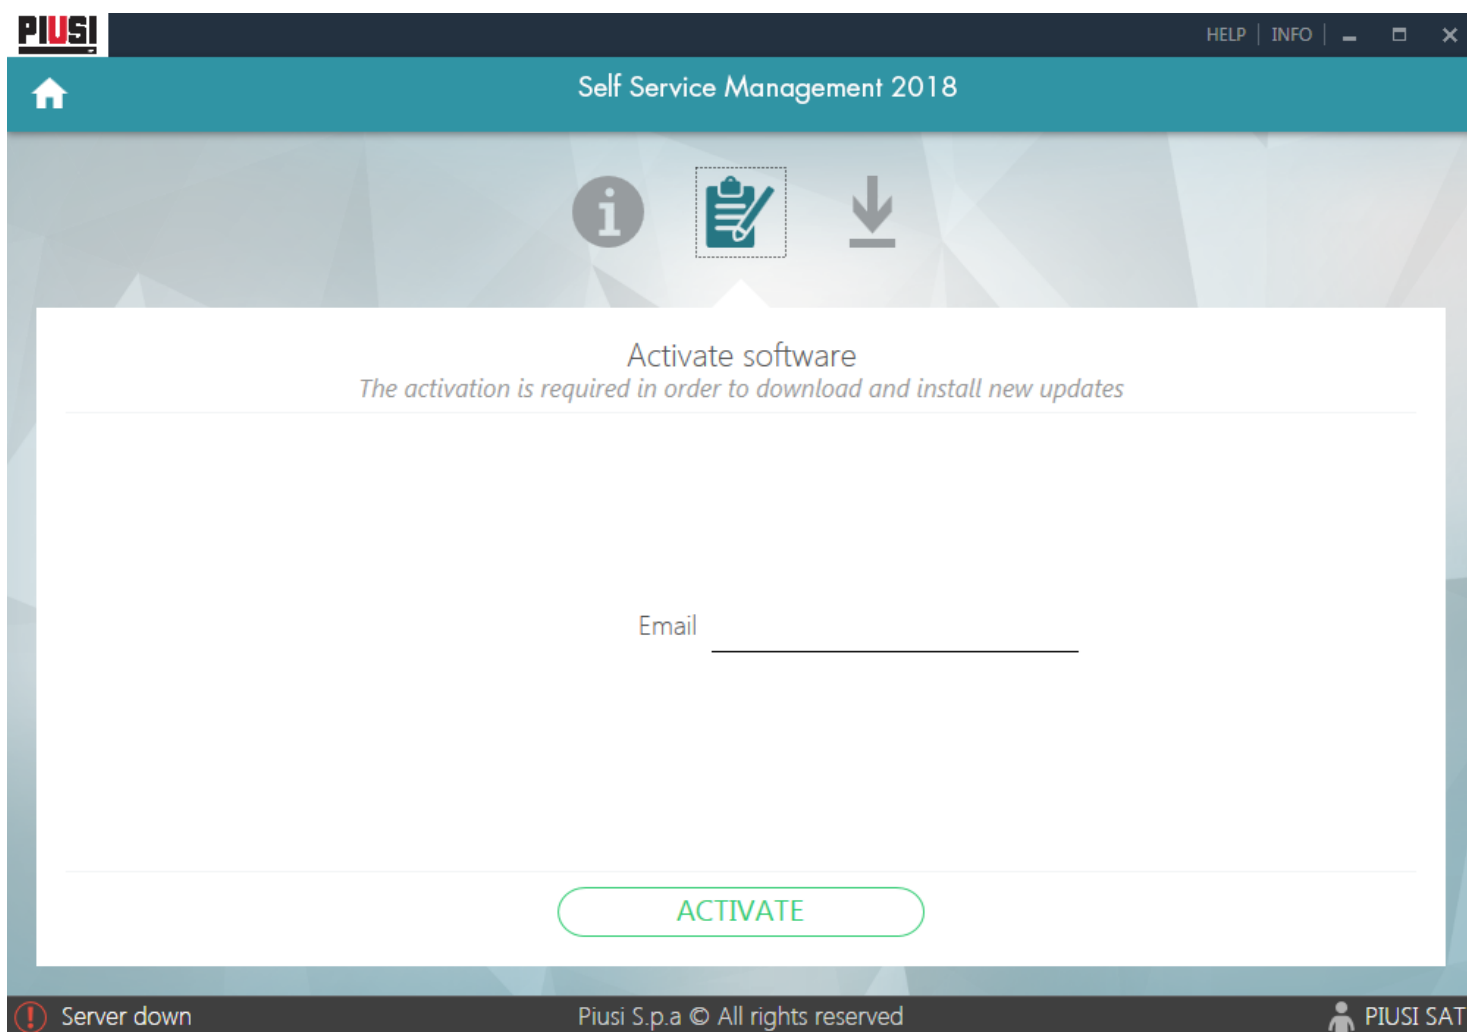 PIUSI
HELP INFO
Self Service Management 2018
Activate software
The activation is required in order to download and install new updates
Email
ACTIVATE
Server down
Piusi S.p.a © All rights reserved
PIUSI SAT